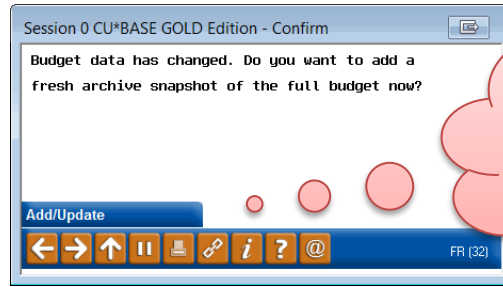 Session 0 CU*BASE GOLD Edition - Confirm
Budget data has changed. Do you want to add a
fresh archive snapshot of the full budget now?
Add/Update
i ? @
FR (32)